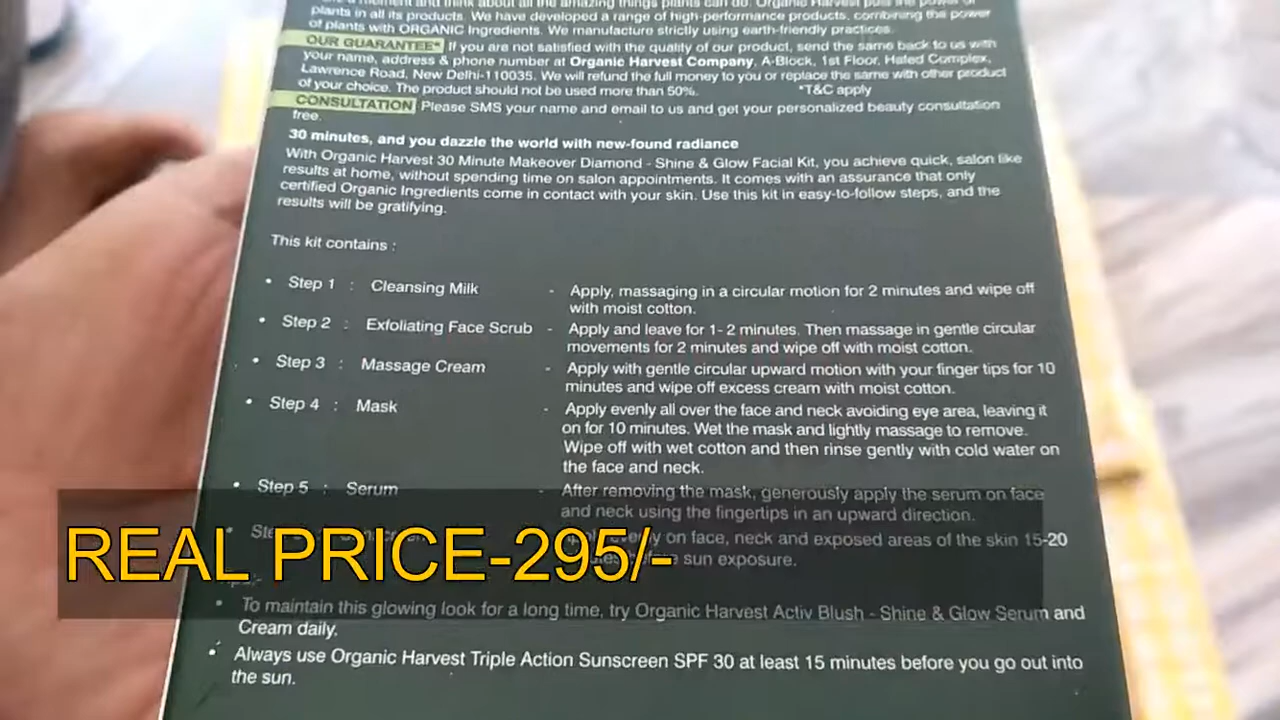 a moment and think about all the amazing things plants can do. Organic Harvest puts the power of
plants in all its products. We have developed a range of high-performance products, combining the power
of plants with ORGANIC Ingredients. We manufacture strictly using earth-friendly practices.
OUR GUARANTEE* If you are not satisfied with the quality of our product, send the same back to us with
your name, address & phone number at Organic Harvest Company, A-Block, 1st Floor, Hated Complex,
Lawrence Road, New Delhi-110035. We will refund the full money to you or replace the same with other product
of your choice. The product should not be used more than 50%. *T&C apply
CONSULTATION Please SMS your name and email to us and get your personalized beauty consultation
free.
30 minutes, and you dazzle the world with new-found radiance
With Organic Harvest 30 Minute Makeover Diamond - Shine & Glow Facial Kit, you achieve quick, salon like
results at home, without spending time on salon appointments. It comes with an assurance that only
certified Organic Ingredients come in contact with your skin. Use this kit in easy-to-follow steps, and the
results will be gratifying.
This kit contains :
• Step 1 : Cleansing Milk - Apply, massaging in a circular motion for 2 minutes and wipe off
with moist cotton.
• Step 2 : Exfoliating Face Scrub - Apply and leave for 1- 2 minutes. Then massage in gentle circular
movements for 2 minutes and wipe off with moist cotton.
• Step 3 : Massage Cream - Apply with gentle circular upward motion with your finger tips for 10
minutes and wipe off excess cream with moist cotton.
• Step 4 : Mask - Apply evenly all over the face and neck avoiding eye area, leaving it
on for 10 minutes. Wet the mask and lightly massage to remove.
Wipe off with wet cotton and then rinse gently with cold water on
the face and neck.
• Step 5 : Serum - After removing the mask, generously apply the serum on face
and neck using the fingertips in an upward direction.
on face, neck and exposed areas of the skin 15-20
sun exposure.
REAL PRICE-295/-
• To maintain this glowing look for a long time, try Organic Harvest Activ Blush - Shine & Glow Serum and
Cream daily.
• Always use Organic Harvest Triple Action Sunscreen SPF 30 at least 15 minutes before you go out into
the sun.